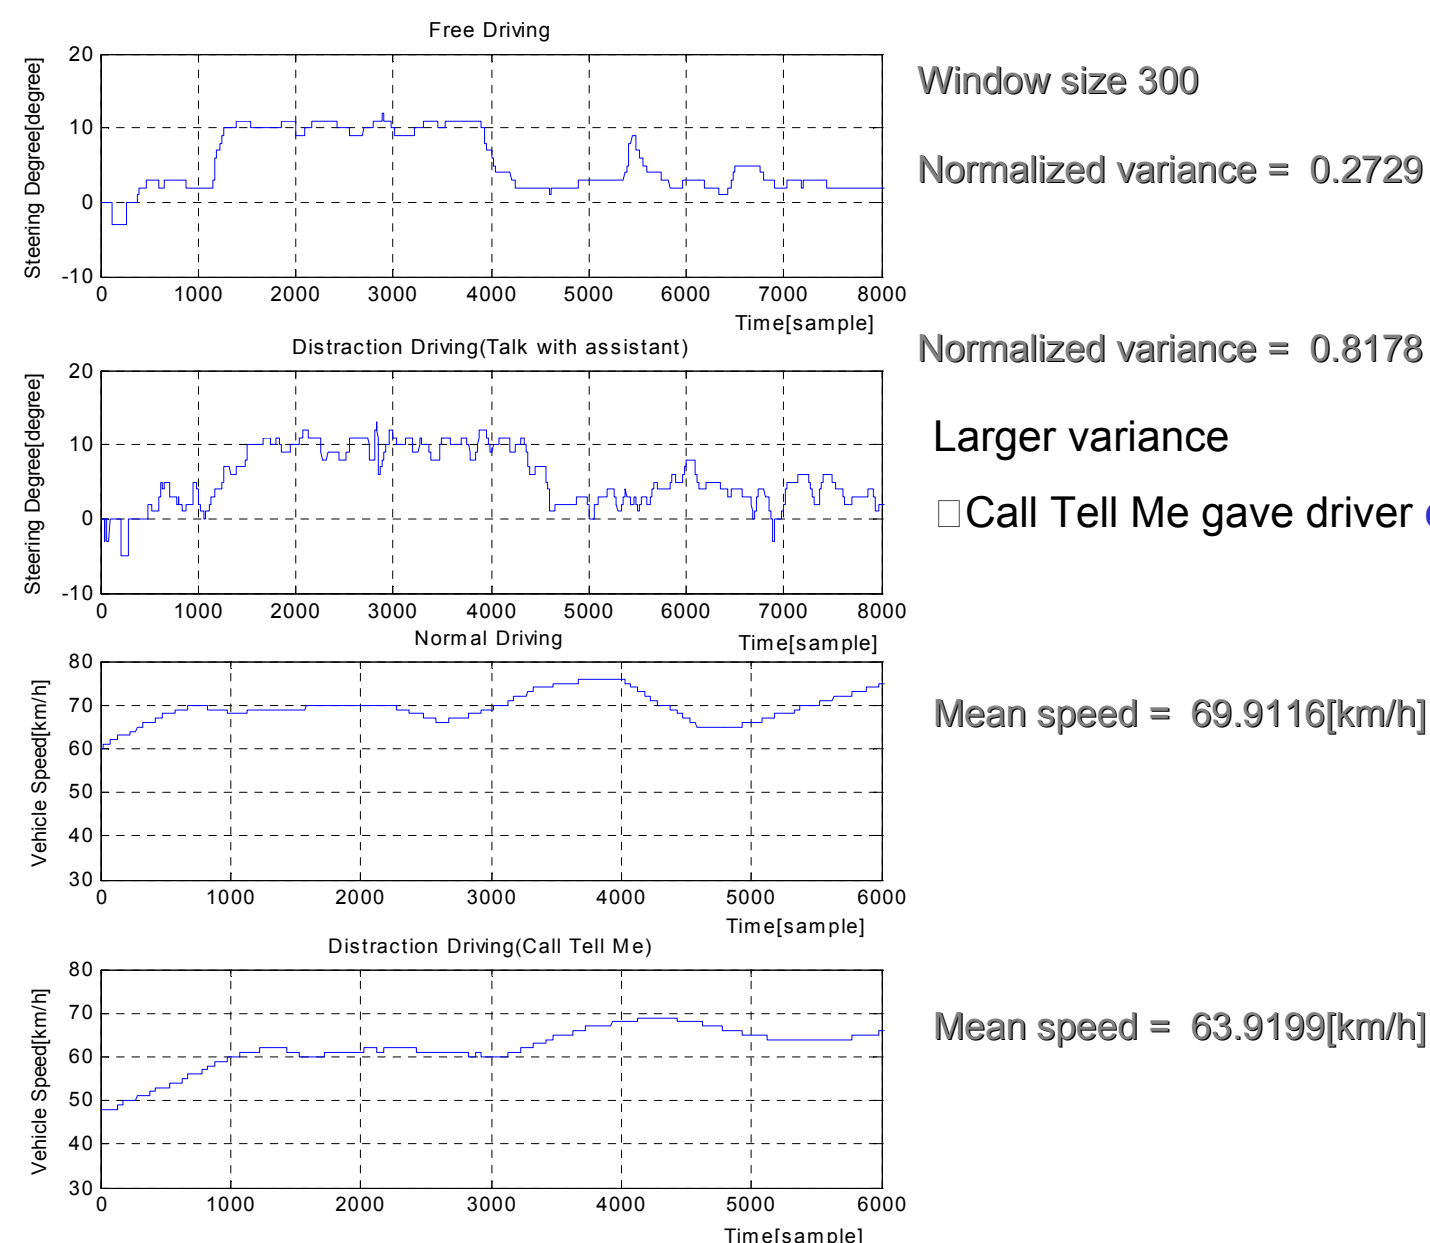 Free Driving
20
10
0
-10
Steering Degree[degree]
0 1000 2000 3000 4000 5000 6000 7000 8000
Time[sample]
Window size 300
Normalized variance = 0.2729
Distraction Driving(Talk with assistant)
20
10
0
-10
Steering Degree[degree]
0 1000 2000 3000 4000 5000 6000 7000 8000
Time[sample]
Normalized variance = 0.8178
Larger variance
□Call Tell Me gave driver
Normal Driving
80
70
60
50
40
30
Vehicle Speed[km/h]
0 1000 2000 3000 4000 5000 6000
Time[sample]
Mean speed = 69.9116[km/h]
Distraction Driving(Call Tell Me)
80
70
60
50
40
30
Vehicle Speed[km/h]
0 1000 2000 3000 4000 5000 6000
Time[sample]
Mean speed = 63.9199[km/h]